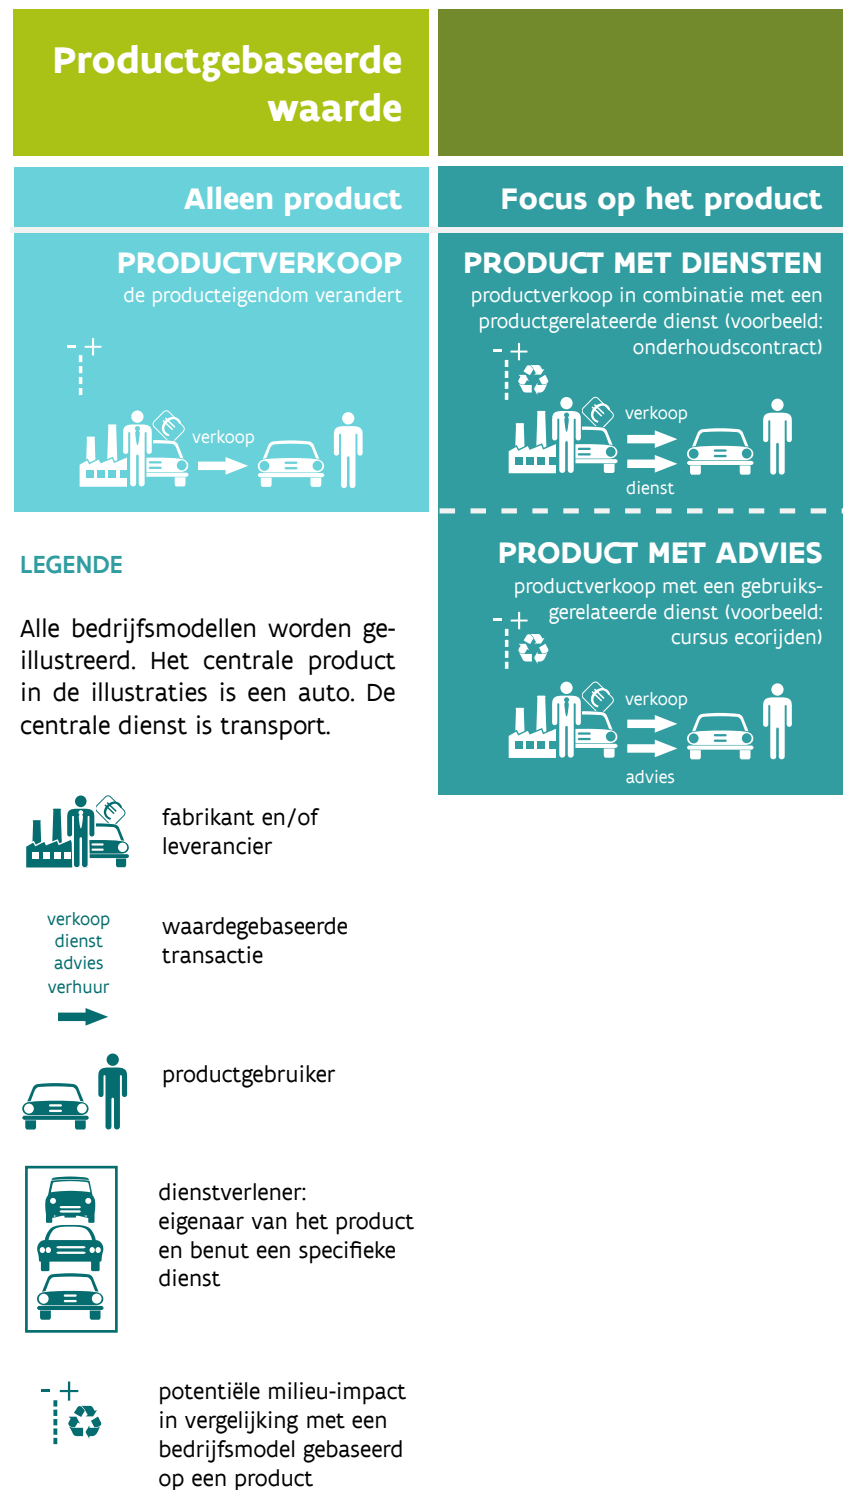 Productgebaseerde
waarde
Alleen product
PRODUCTVERKOOP
de producteigendom verandert
- +
€
verkoop
Focus op het product
PRODUCT MET DIENSTEN
productverkoop in combinatie met een
productgerelateerde dienst (voorbeeld:
onderhoudscontract)
- +
€
verkoop
dienst
PRODUCT MET ADVIES
productverkoop met een gebruiks-
gerelateerde dienst (voorbeeld:
cursus ecorijden)
- +
€
verkoop
advies
LEGENDE
Alle bedrijfsmodellen worden ge-
illustreerd. Het centrale product
in de illustraties is een auto. De
centrale dienst is transport.
€
fabrikant en/of
leverancier
verkoop
dienst
advies
verhuur
waardegebaseerde
transactie
productgebruiker
dienstverlener:
eigenaar van het product
en benut een specifieke
dienst
- +
potentiële milieu-impact
in vergelijking met een
bedrijfsmodel gebaseerd
op een product